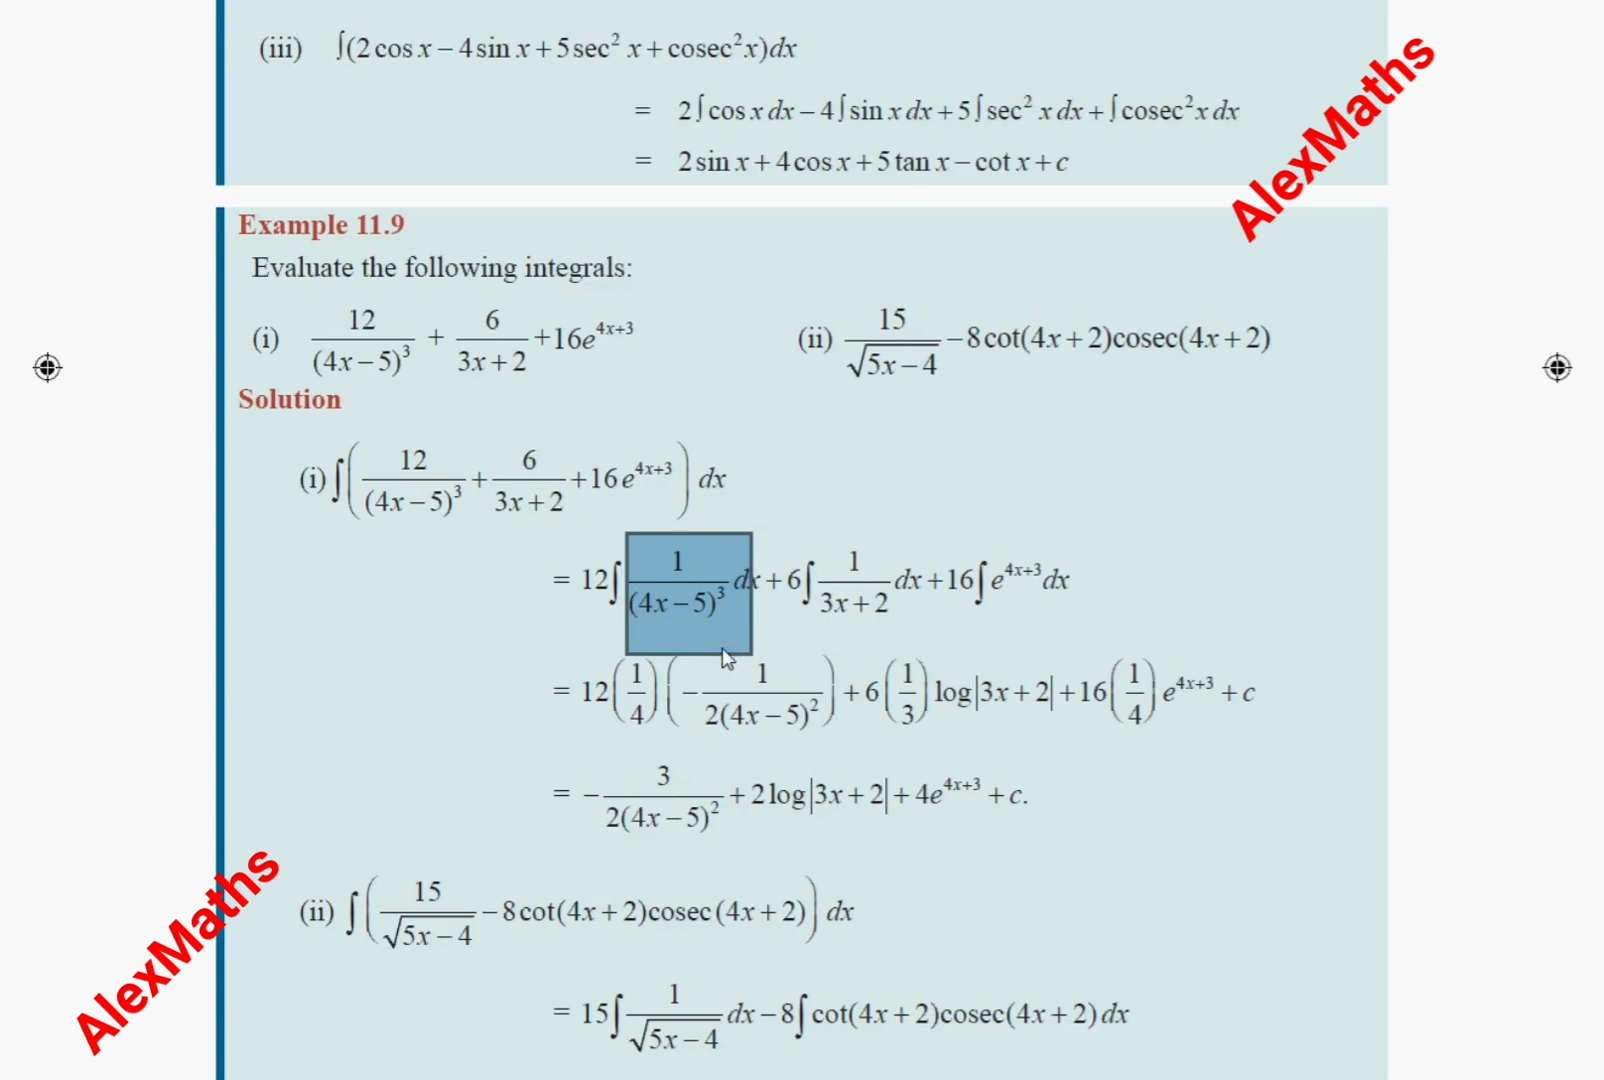 (iii) ∫(2 cos x – 4 sin x + 5 sec² x + cosec²x)dx
= 2∫cos x dx – 4∫sin x dx + 5∫sec² x dx + ∫cosec²x dx
= 2 sin x + 4 cos x + 5 tan x – cot x + c
AlexMaths
Example 11.9
Evaluate the following integrals:
(i) 12/(4x – 5)³ + 6/(3x + 2) + 16e^(4x+3) (ii) 15/√(5x – 4) – 8 cot(4x + 2)cosec(4x + 2)
Solution
(i) ∫(12/(4x – 5)³ + 6/(3x + 2) + 16 e^(4x+3)) dx
= 12∫1/(4x – 5)³ dx + 6∫1/(3x + 2) dx + 16∫e^(4x+3) dx
= 12(1/4)(–1/(2(4x – 5)²)) + 6(1/3) log|3x + 2| + 16(1/4) e^(4x+3) + c
= –3/(2(4x – 5)²) + 2 log|3x + 2| + 4e^(4x+3) + c.
AlexMaths
(ii) ∫(15/√(5x – 4) – 8 cot(4x + 2)cosec(4x + 2)) dx
= 15∫1/√(5x – 4) dx – 8∫cot(4x + 2)cosec(4x + 2) dx